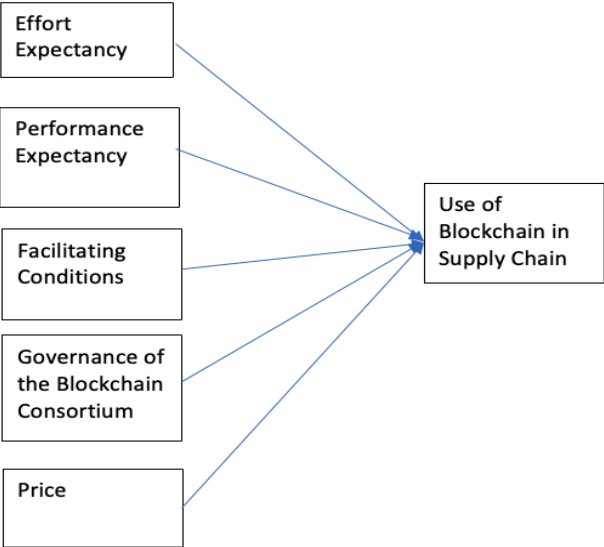 Effort
Expectancy
Performance
Expectancy
Facilitating
Conditions
Governance of
the Blockchain
Consortium
Price
Use of
Blockchain in
Supply Chain